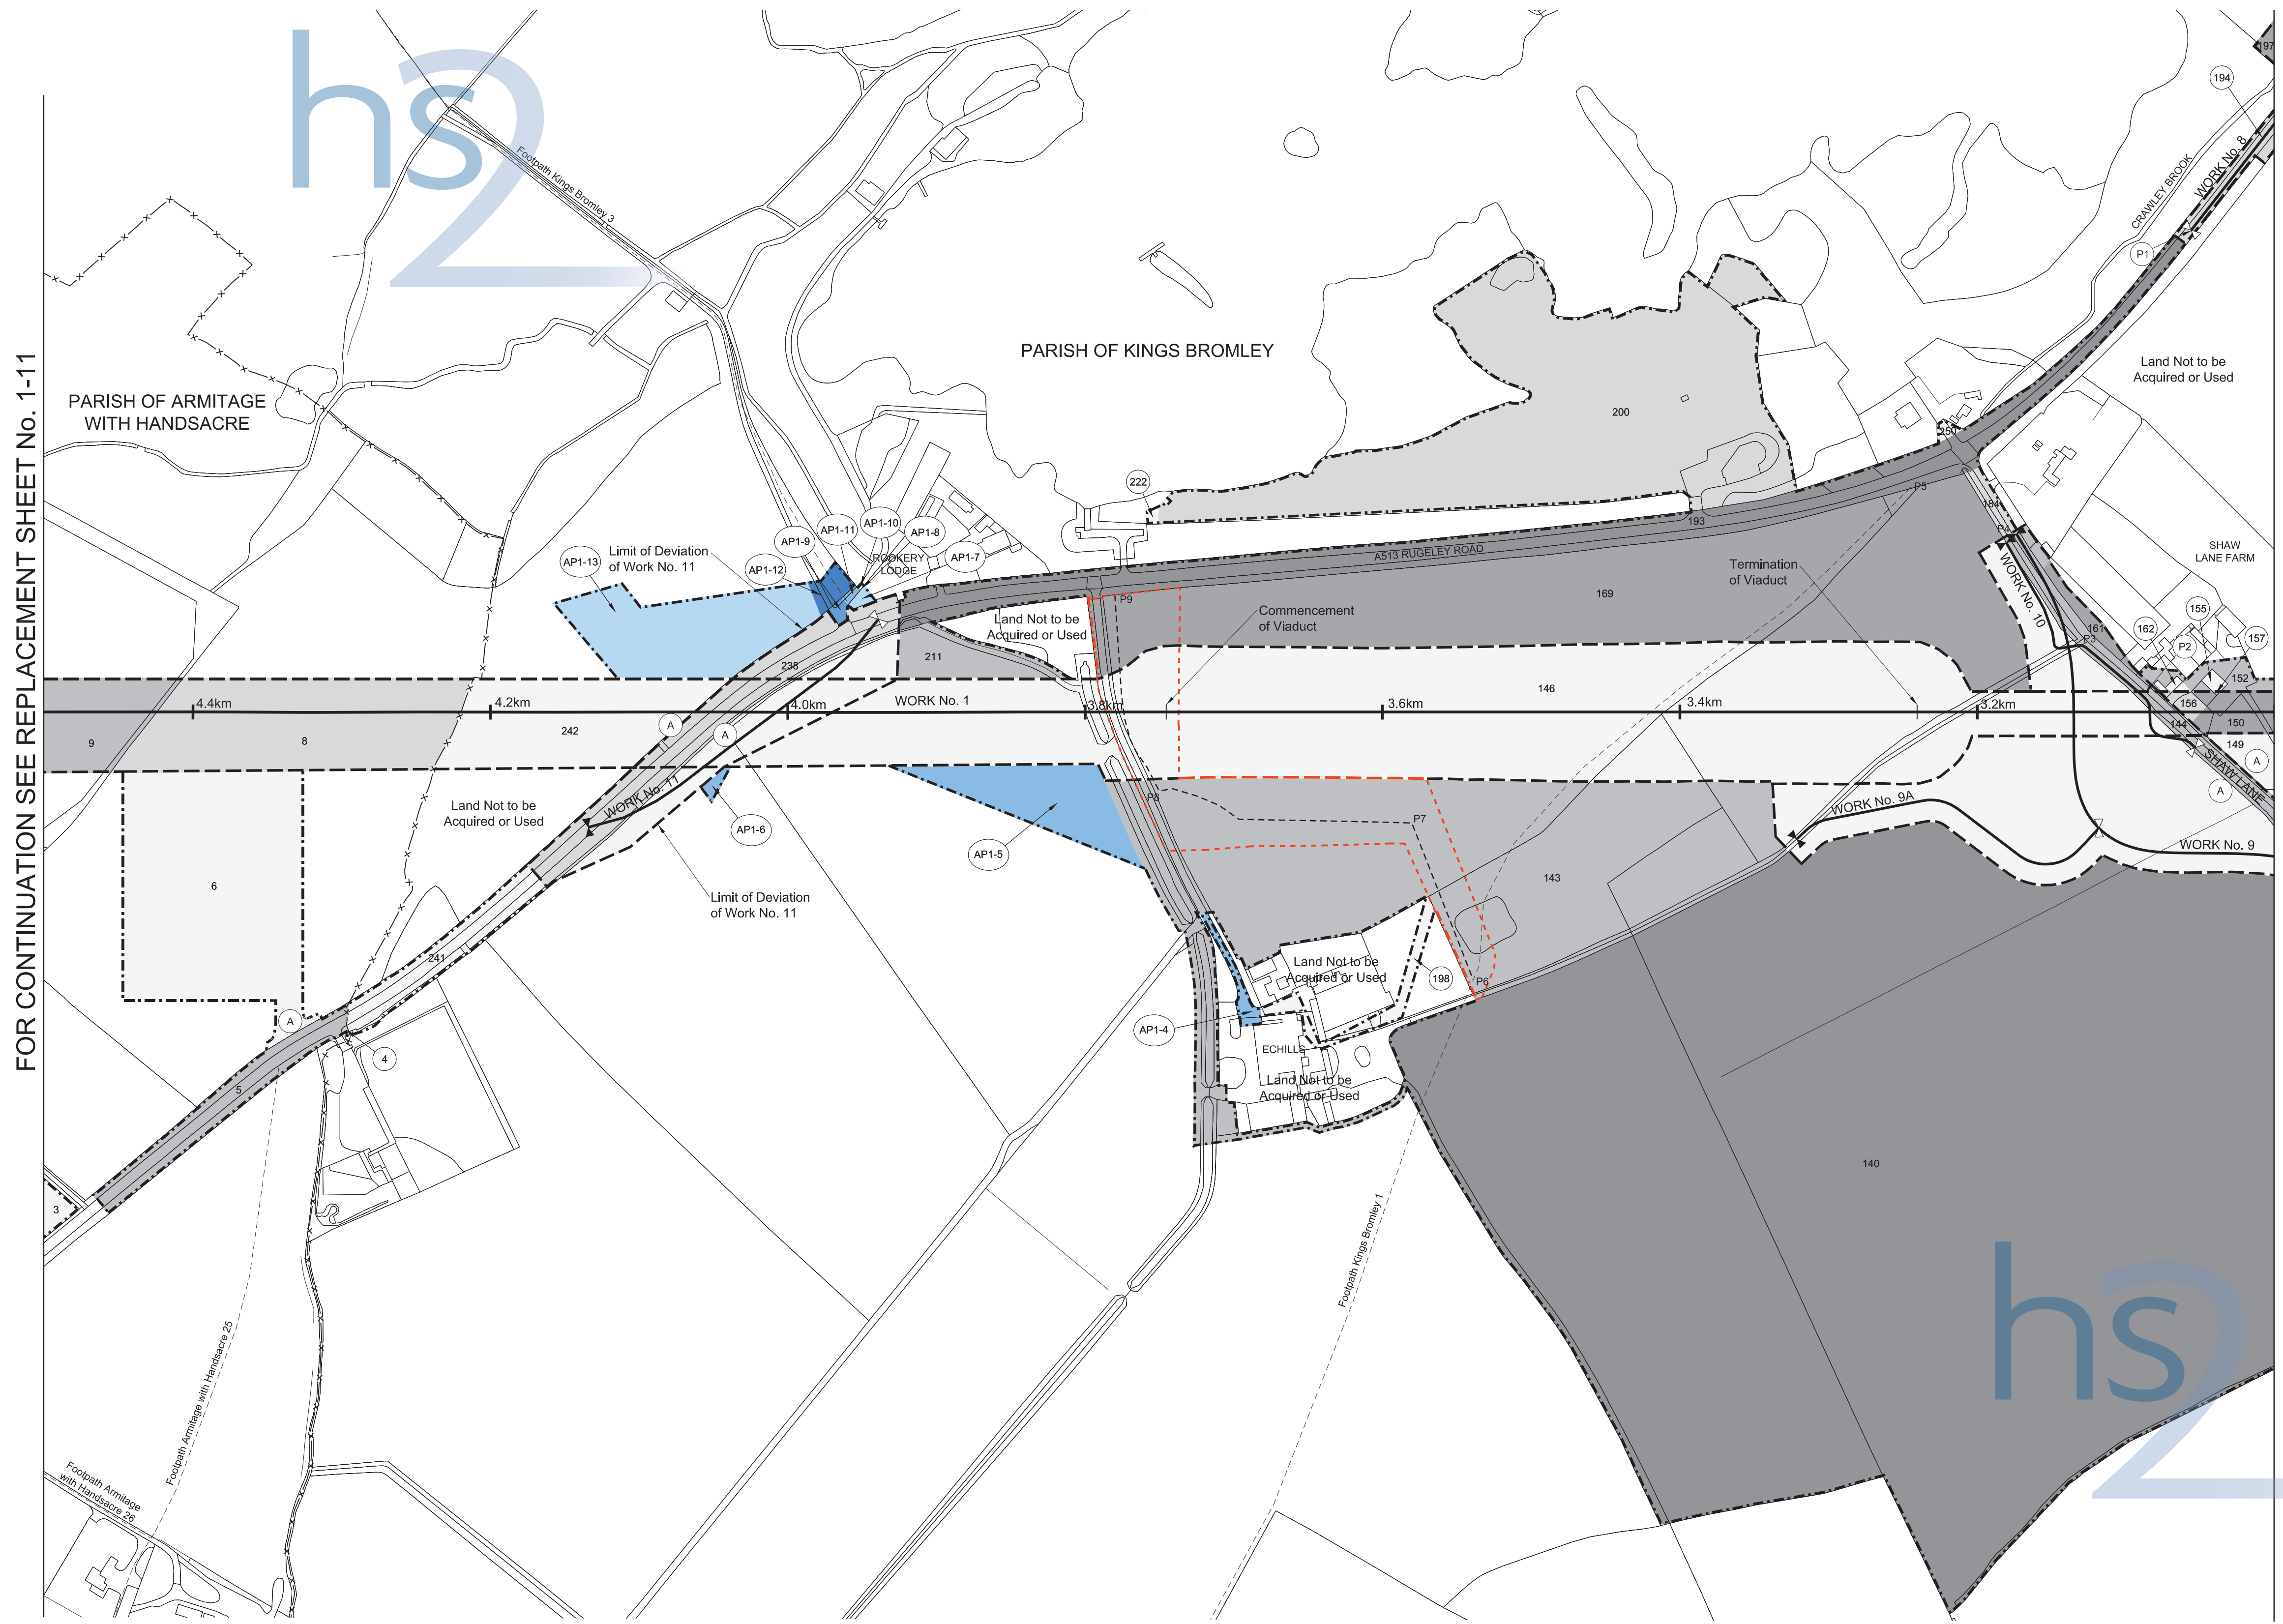 hs2
197
194
WORK No. 8
CRAWLEY BROOK
P1
Footpath Kings Bromley 3
PARISH OF KINGS BROMLEY
Land Not to be
Acquired or Used
FOR CONTINUATION SEE REPLACEMENT SHEET No. 1-11
PARISH OF ARMITAGE
WITH HANDSACRE
200
250
222
P5
193
184
P4
A513 RUGELEY ROAD
AP1-9
AP1-11
AP1-10
AP1-8
AP1-7
AP1-12
AP1-13
Limit of Deviation
of Work No. 11
ROOKERY
LODGE
SHAW
LANE FARM
Termination
of Viaduct
WORK No. 10
169
P9
Commencement
of Viaduct
Land Not to be
Acquired or Used
155
162
161
P3
157
P2
211
238
146
152
156
4.4km
4.2km
4.0km
WORK No. 1
3.8km
3.6km
3.4km
3.2km
144
150
149
9
8
242
A
A
A
A
SHAW LANE
WORK No. 11
Land Not to be
Acquired or Used
AP1-6
AP1-5
P8
P7
WORK No. 9A
WORK No. 9
6
Limit of Deviation
of Work No. 11
143
241
Land Not to be
Acquired or Used
198
P6
A
AP1-4
4
5
ECHILLS
Land Not to be
Acquired or Used
140
3
Footpath Kings Bromley 1
Footpath Armitage with Handsacre 25
Footpath Armitage
with Handsacre 26
hs2